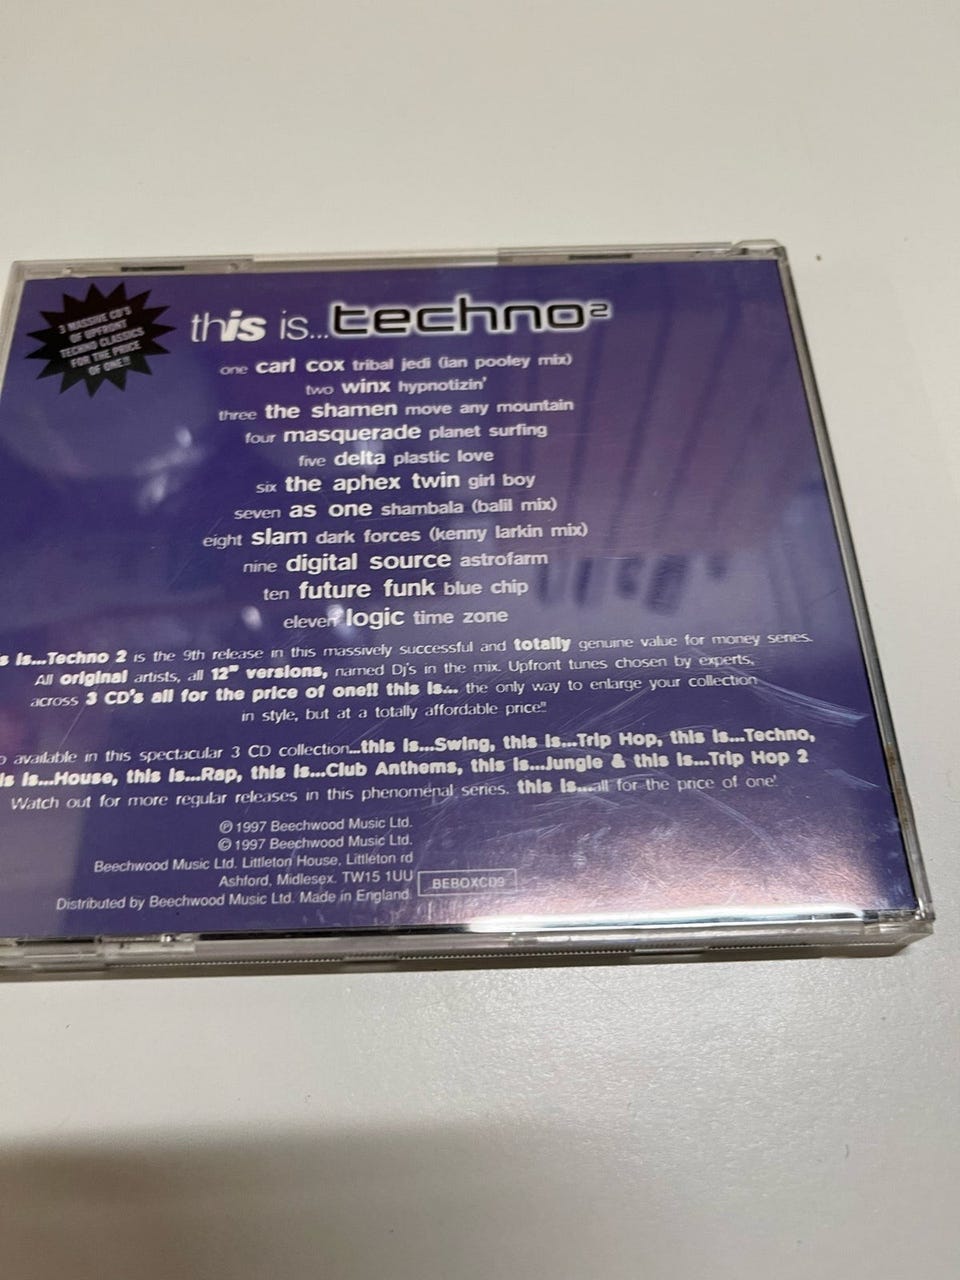 3 MASSIVE CD'S
OF UPFRONT
TECHNO CLASSICS
FOR THE PRICE
OF ONE!!
this is...techno²
one carl cox tribal jedi (ian pooley mix)
two winx hypnotizin'
three the shamen move any mountain
four masquerade planet surfing
five delta plastic love
six the aphex twin girl boy
seven as one shambala (balil mix)
eight slam dark forces (kenny larkin mix)
nine digital source astrofarm
ten future funk blue chip
eleven logic time zone
s is...Techno 2 is the 9th release in this massively successful and totally genuine value for money series.
All original artists, all 12" versions, named Dj's in the mix. Upfront tunes chosen by experts,
across 3 CD's all for the price of one!! this is... the only way to enlarge your collection
in style, but at a totally affordable price!!
o available in this spectacular 3 CD collection...this is...Swing, this is...Trip Hop, this is...Techno,
is is...House, this is...Rap, this is...Club Anthems, this is...Jungle & this is...Trip Hop 2
Watch out for more regular releases in this phenomenal series. this is...all for the price of one!
℗ 1997 Beechwood Music Ltd.
© 1997 Beechwood Music Ltd.
Beechwood Music Ltd. Littleton House, Littleton rd
Ashford, Midlesex. TW15 1UU
Distributed by Beechwood Music Ltd. Made in England.
BEBOXCD9